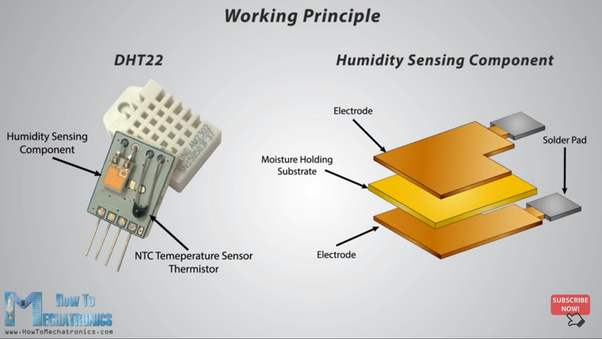 Working Principle
DHT22
Humidity Sensing Component
Humidity Sensing
Component
NTC Temeperature Sensor
Thermistor
Electrode
Moisture Holding
Substrate
Electrode
Solder Pad
How To
Mechatronics
www.HowToMechatronics.com
SUBSCRIBE
NOW!